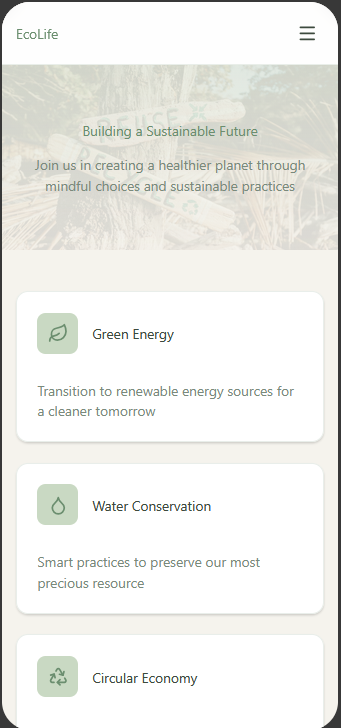 EcoLife
REUSE
Building a Sustainable Future
Join us in creating a healthier planet through
mindful choices and sustainable practices
Green Energy
Transition to renewable energy sources for
a cleaner tomorrow
Water Conservation
Smart practices to preserve our most
precious resource
Circular Economy